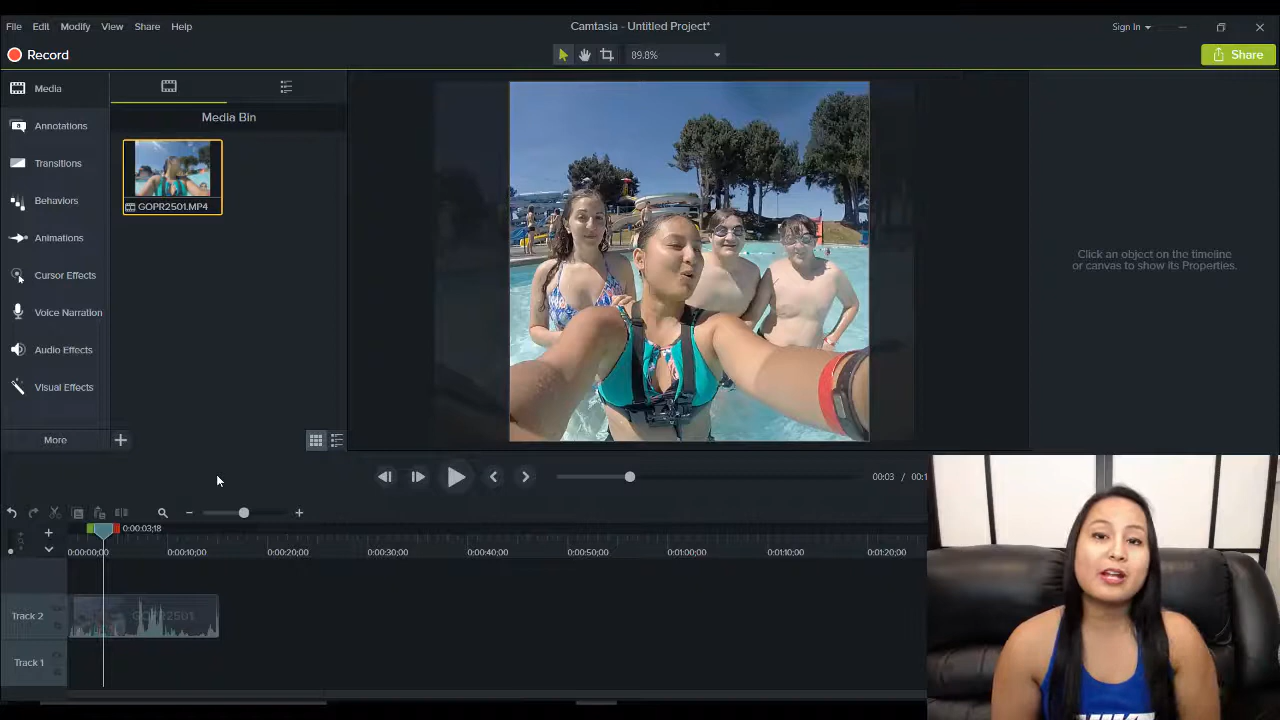 File Edit Modify View Share Help
Camtasia - Untitled Project*
Sign In
Record
89.8%
Share
Media
Annotations
Transitions
Behaviors
Animations
Cursor Effects
Voice Narration
Audio Effects
Visual Effects
More
Media Bin
GOPR2501.MP4
Click an object on the timeline
or canvas to show its Properties.
00:03 / 00:1
0:00:03;18
0:00:00;00 0:00:10;00 0:00:20;00 0:00:30;00 0:00:40;00 0:00:50;00 0:01:00;00 0:01:10;00 0:01:20;00
Track 2
GOPR2501
Track 1